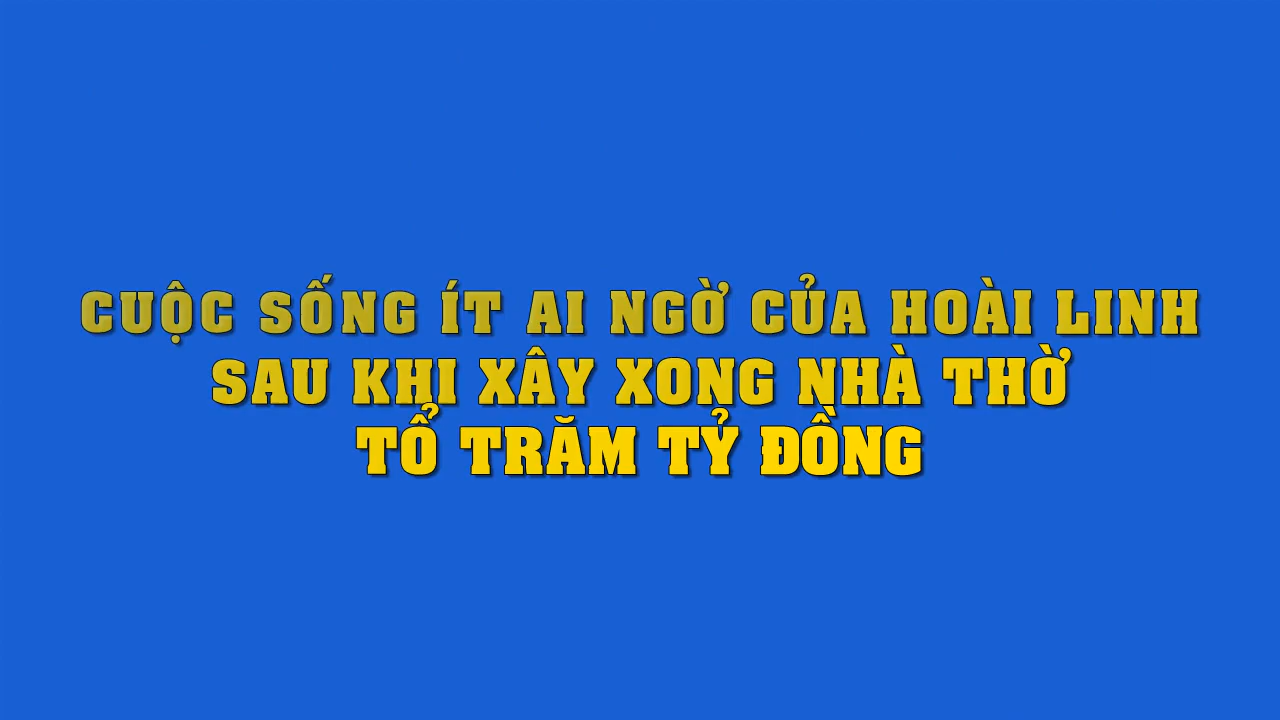 CUỘC SỐNG ÍT AI NGỜ CỦA HOÀI LINH
SAU KHI XÂY XONG NHÀ THỜ
TỔ TRĂM TỶ ĐỒNG